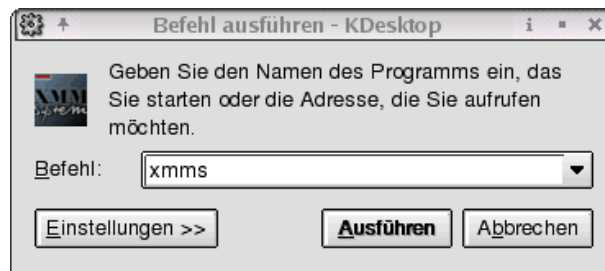 Befehl ausführen - KDesktop
Geben Sie den Namen des Programms ein, das
Sie starten oder die Adresse, die Sie aufrufen
möchten.
Befehl: xmms
Einstellungen >> Ausführen Abbrechen